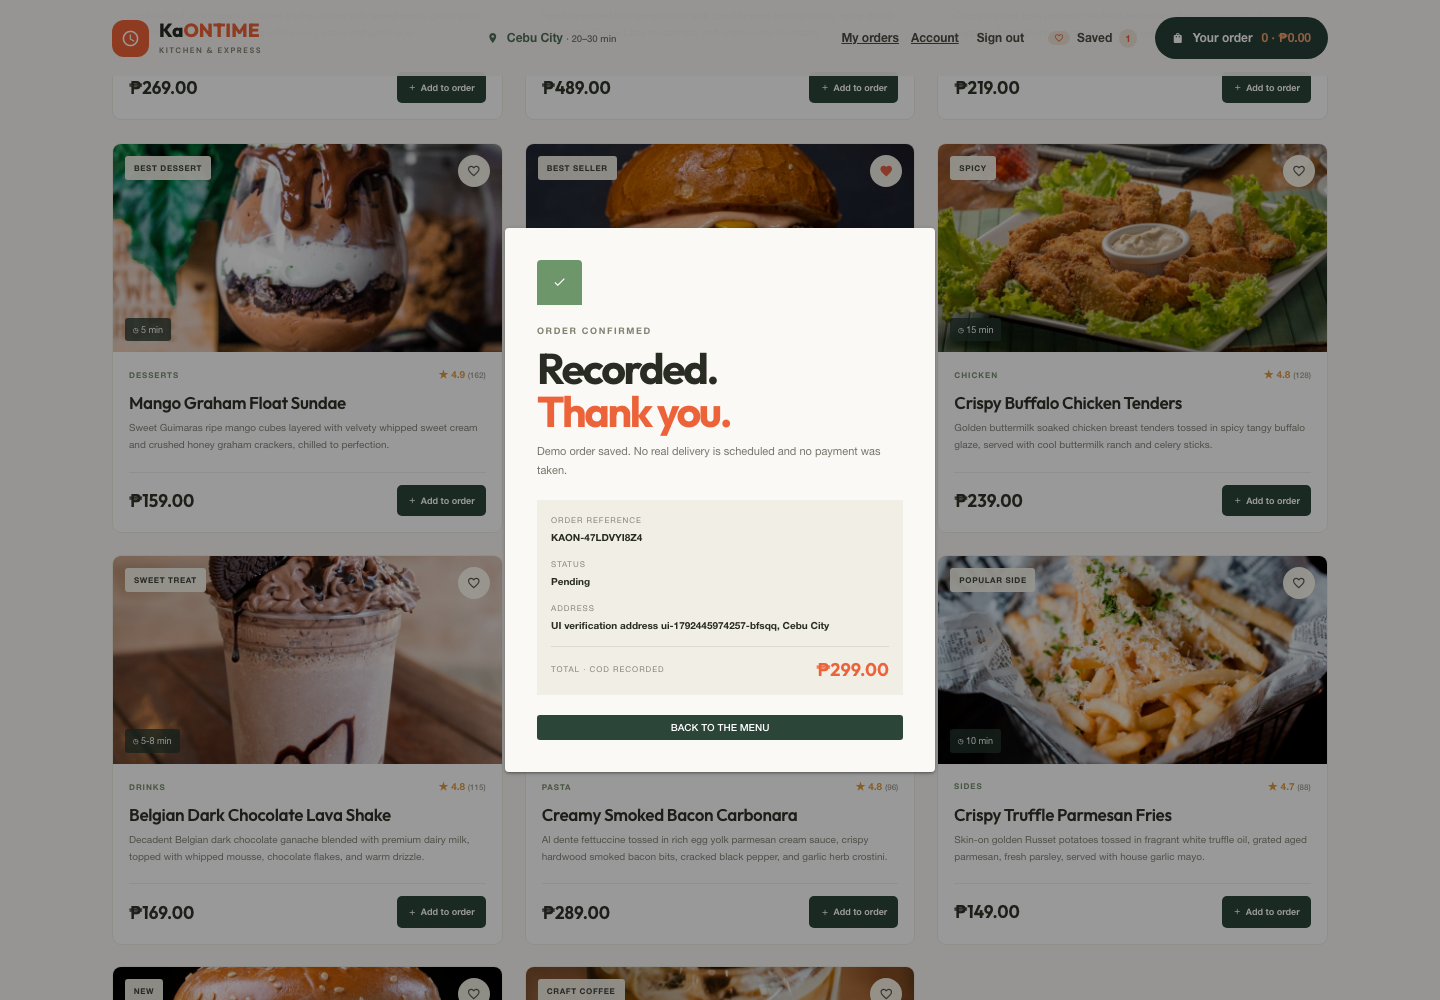 KaONTIME
KITCHEN & EXPRESS
Cebu City · 20–30 min
My orders
Account
Sign out
Saved 1
Your order 0 · ₱0.00
₱269.00
+ Add to order
₱489.00
+ Add to order
₱219.00
+ Add to order
BEST DESSERT
5 min
DESSERTS
★ 4.9 (162)
Mango Graham Float Sundae
Sweet Guimaras ripe mango cubes layered with velvety whipped sweet cream
and crushed honey graham crackers, chilled to perfection.
₱159.00
+ Add to order
BEST SELLER
SPICY
15 min
CHICKEN
★ 4.8 (128)
Crispy Buffalo Chicken Tenders
Golden buttermilk soaked chicken breast tenders tossed in spicy tangy buffalo
glaze, served with cool buttermilk ranch and celery sticks.
₱239.00
+ Add to order
ORDER CONFIRMED
Recorded.
Thank you.
Demo order saved. No real delivery is scheduled and no payment was
taken.
ORDER REFERENCE
KAON-47LDVYI8Z4
STATUS
Pending
ADDRESS
UI verification address ui-1792445974257-bfsqq, Cebu City
TOTAL · COD RECORDED
₱299.00
BACK TO THE MENU
SWEET TREAT
5-8 min
DRINKS
★ 4.8 (115)
Belgian Dark Chocolate Lava Shake
Decadent Belgian dark chocolate ganache blended with premium dairy milk,
topped with whipped mousse, chocolate flakes, and warm drizzle.
₱169.00
+ Add to order
PASTA
★ 4.8 (96)
Creamy Smoked Bacon Carbonara
Al dente fettuccine tossed in rich egg yolk parmesan cream sauce, crispy
hardwood smoked bacon bits, cracked black pepper, and garlic herb crostini.
₱289.00
+ Add to order
POPULAR SIDE
10 min
SIDES
★ 4.7 (88)
Crispy Truffle Parmesan Fries
Skin-on golden Russet potatoes tossed in fragrant white truffle oil, grated aged
parmesan, fresh parsley, served with house garlic mayo.
₱149.00
+ Add to order
NEW
CRAFT COFFEE